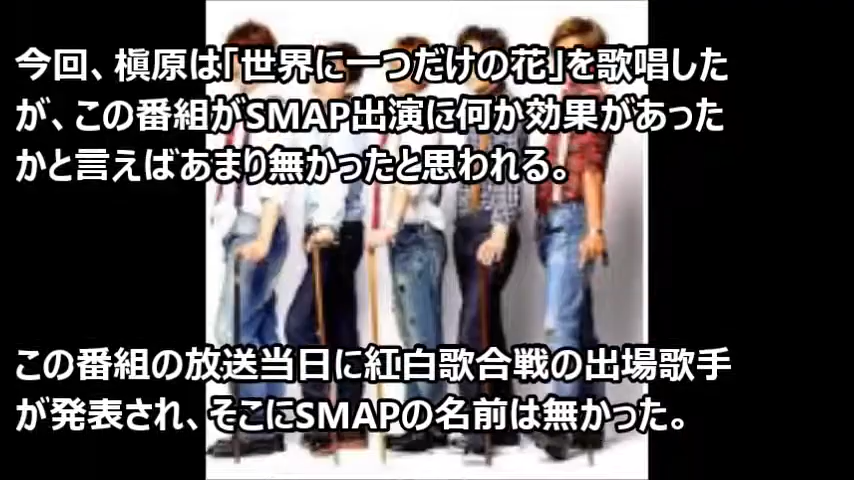 今回、槇原は｢世界に一つだけの花｣を歌唱した
が、この番組がSMAP出演に何か効果があった
かと言えばあまり無かったと思われる。
この番組の放送当日に紅白歌合戦の出場歌手
が発表され、そこにSMAPの名前は無かった。